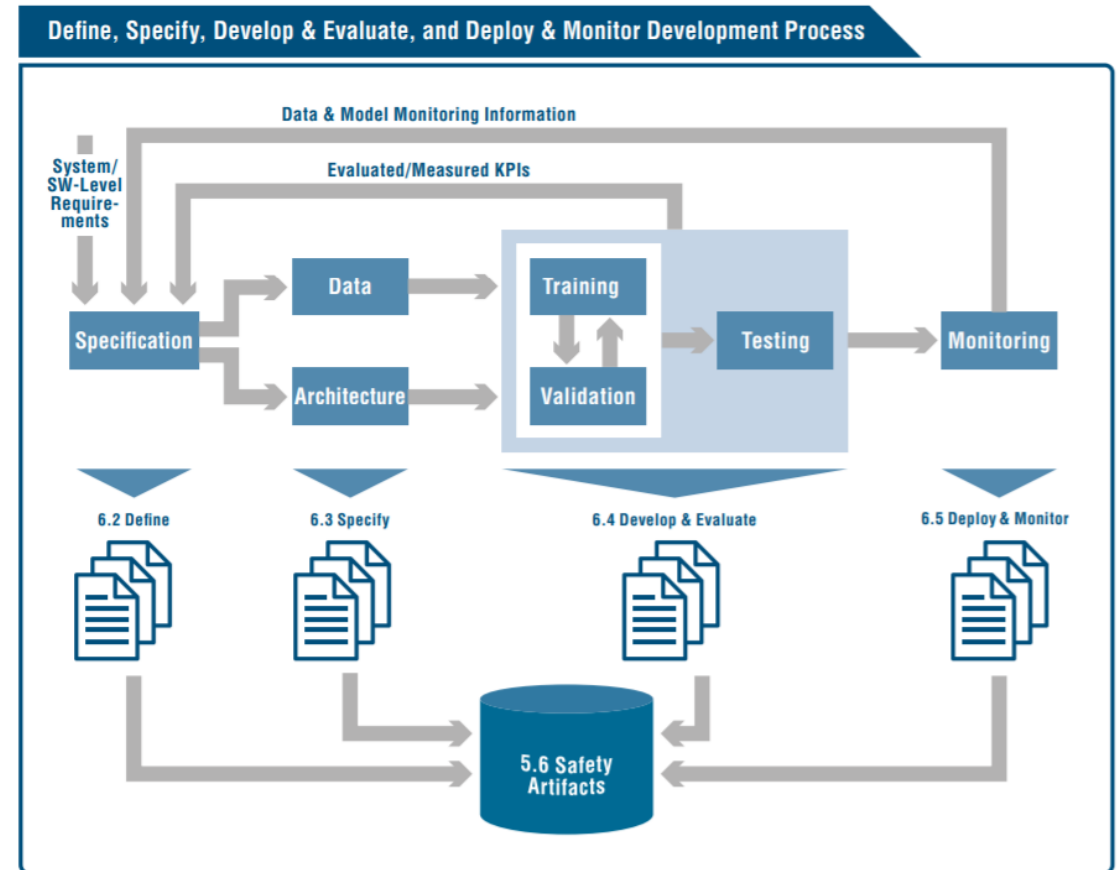 Define, Specify, Develop & Evaluate, and Deploy & Monitor Development Process
Data & Model Monitoring Information
System/
SW-Level
Require-
ments
Evaluated/Measured KPIs
Data
Training
Specification
Testing
Monitoring
Architecture
Validation
6.2 Define
6.3 Specify
6.4 Develop & Evaluate
6.5 Deploy & Monitor
5.6 Safety
Artifacts